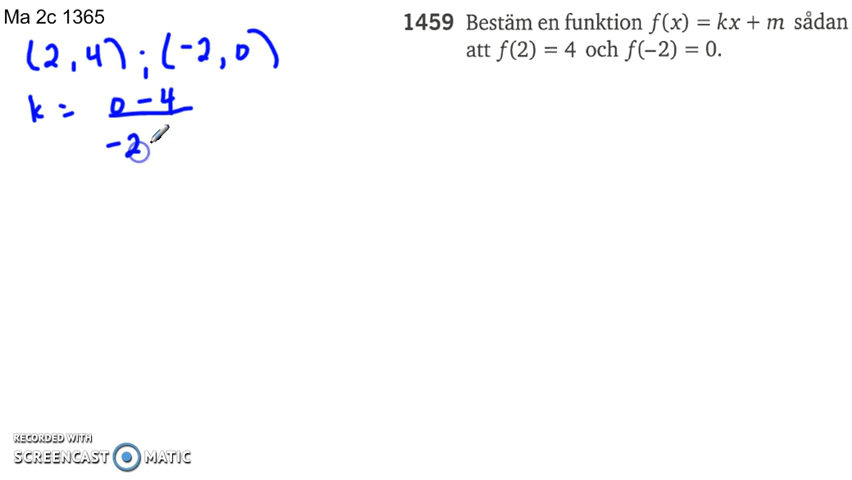 Ma 2c 1365
(2,4) ; (-2,0)
k = 0-4
-2
1459 Bestäm en funktion f(x) = kx + m sådan
att f(2) = 4 och f(−2) = 0.
RECORDED WITH
SCREENCAST MATIC